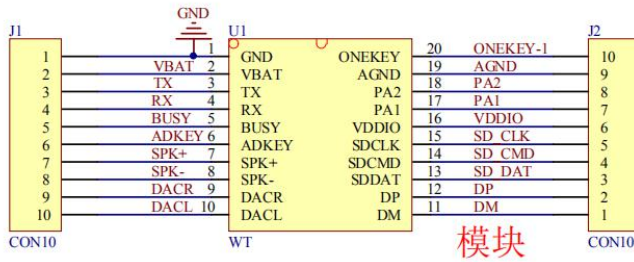 GND
J1 U1 J2
1 1 GND ONEKEY 20 ONEKEY-1 10
2 VBAT 2 VBAT AGND 19 AGND 9
3 TX 3 TX PA2 18 PA2 8
4 RX 4 RX PA1 17 PA1 7
5 BUSY 5 BUSY VDDIO 16 VDDIO 6
6 ADKEY 6 ADKEY SDCLK 15 SD_CLK 5
7 SPK+ 7 SPK+ SDCMD 14 SD_CMD 4
8 SPK- 8 SPK- SDDAT 13 SD_DAT 3
9 DACR 9 DACR DP 12 DP 2
10 DACL 10 DACL DM 11 DM 1
CON10 WT 模块 CON10